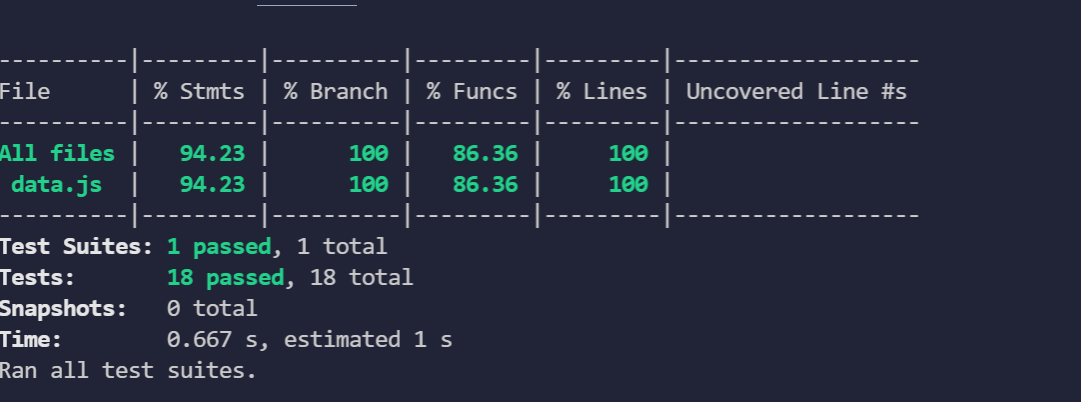 ----------|---------|----------|---------|---------|-------------------
File      | % Stmts | % Branch | % Funcs | % Lines | Uncovered Line #s
----------|---------|----------|---------|---------|-------------------
All files |   94.23 |      100 |   86.36 |     100 |
 data.js  |   94.23 |      100 |   86.36 |     100 |
----------|---------|----------|---------|---------|-------------------
Test Suites: 1 passed, 1 total
Tests:       18 passed, 18 total
Snapshots:   0 total
Time:        0.667 s, estimated 1 s
Ran all test suites.